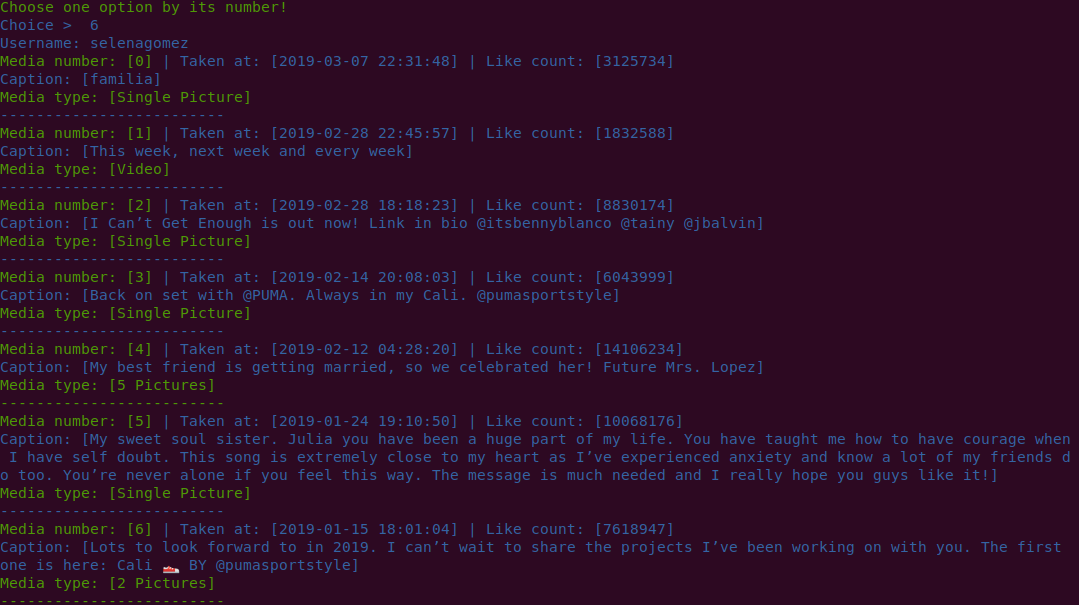 Choose one option by its number!
Choice >  6
Username: selenagomez
Media number: [0] | Taken at: [2019-03-07 22:31:48] | Like count: [3125734]
Caption: [familia]
Media type: [Single Picture]
-------------------------
Media number: [1] | Taken at: [2019-02-28 22:45:57] | Like count: [1832588]
Caption: [This week, next week and every week]
Media type: [Video]
-------------------------
Media number: [2] | Taken at: [2019-02-28 18:18:23] | Like count: [8830174]
Caption: [I Can’t Get Enough is out now! Link in bio @itsbennyblanco @tainy @jbalvin]
Media type: [Single Picture]
-------------------------
Media number: [3] | Taken at: [2019-02-14 20:08:03] | Like count: [6043999]
Caption: [Back on set with @PUMA. Always in my Cali. @pumasportstyle]
Media type: [Single Picture]
-------------------------
Media number: [4] | Taken at: [2019-02-12 04:28:20] | Like count: [14106234]
Caption: [My best friend is getting married, so we celebrated her! Future Mrs. Lopez]
Media type: [5 Pictures]
-------------------------
Media number: [5] | Taken at: [2019-01-24 19:10:50] | Like count: [10068176]
Caption: [My sweet soul sister. Julia you have been a huge part of my life. You have taught me how to have courage when
 I have self doubt. This song is extremely close to my heart as I’ve experienced anxiety and know a lot of my friends d
o too. You’re never alone if you feel this way. The message is much needed and I really hope you guys like it!]
Media type: [Single Picture]
-------------------------
Media number: [6] | Taken at: [2019-01-15 18:01:04] | Like count: [7618947]
Caption: [Lots to look forward to in 2019. I can’t wait to share the projects I’ve been working on with you. The first
one is here: Cali 👟 BY @pumasportstyle]
Media type: [2 Pictures]
-------------------------